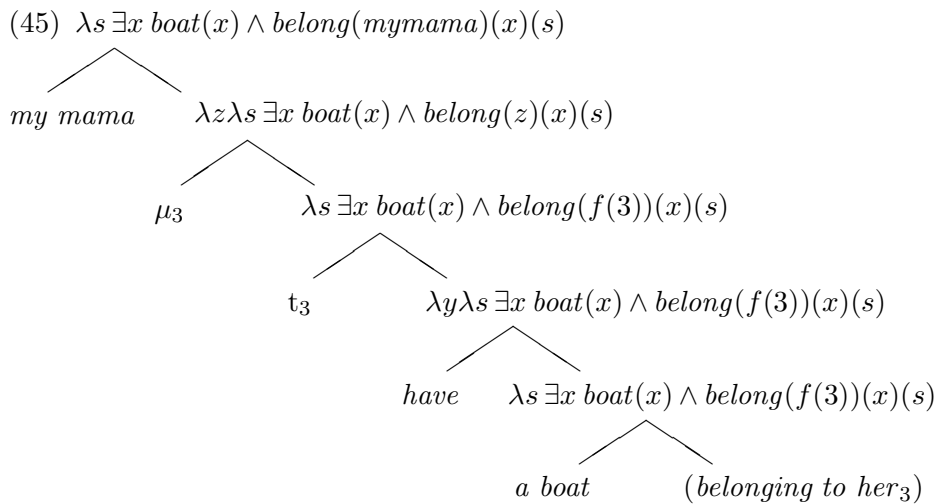 (45) λs ∃x boat(x) ∧ belong(mymama)(x)(s)
my mama λzλs ∃x boat(x) ∧ belong(z)(x)(s)
μ₃ λs ∃x boat(x) ∧ belong(f(3))(x)(s)
t₃ λyλs ∃x boat(x) ∧ belong(f(3))(x)(s)
have λs ∃x boat(x) ∧ belong(f(3))(x)(s)
a boat (belonging to her₃)